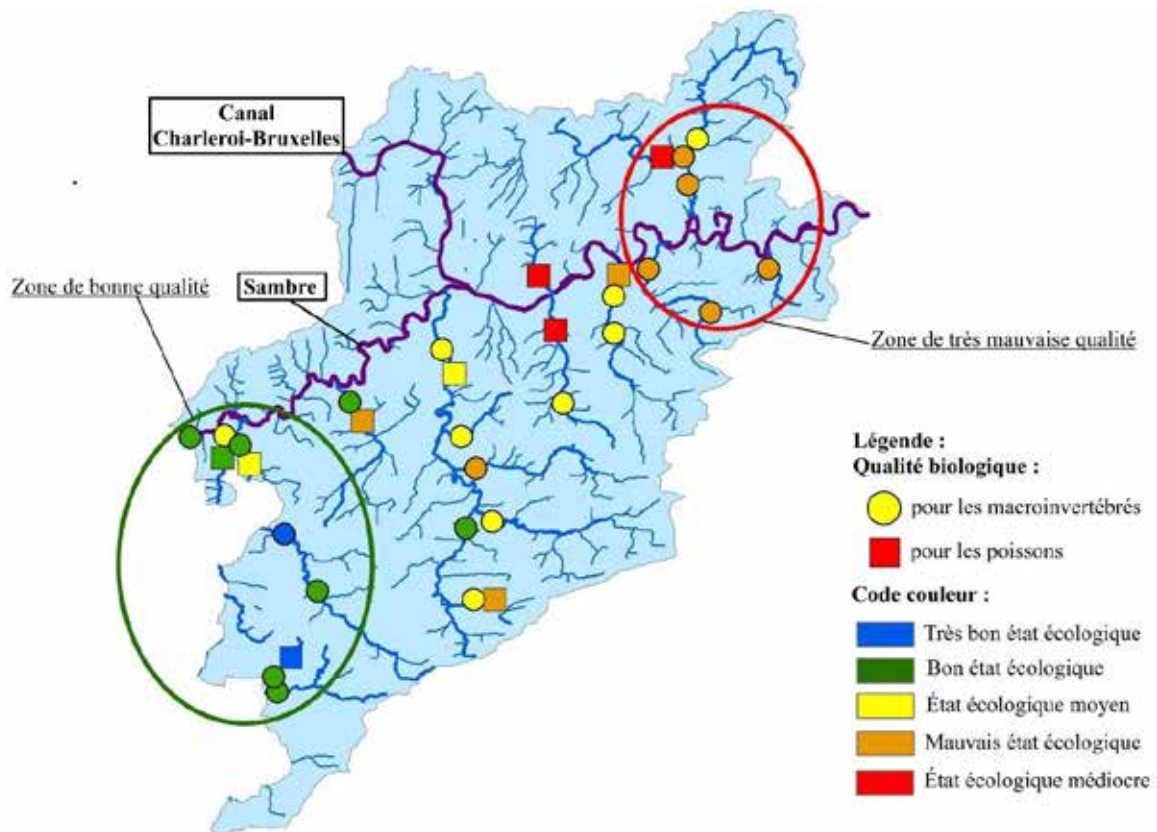 Canal
Charleroi-Bruxelles
Zone de bonne qualité
Sambre
Zone de très mauvaise qualité
Légende :
Qualité biologique :
pour les macroinvertébrés
pour les poissons
Code couleur :
Très bon état écologique
Bon état écologique
État écologique moyen
Mauvais état écologique
État écologique médiocre